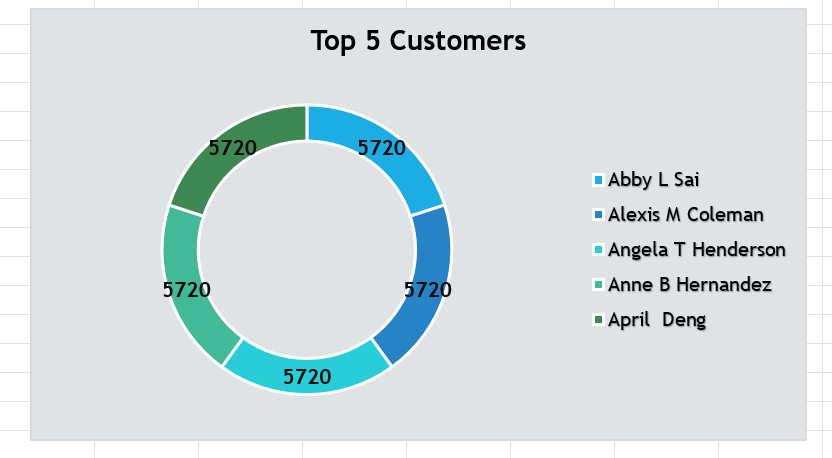 Top 5 Customers
5720
5720
5720
5720
5720
Abby L Sai
Alexis M Coleman
Angela T Henderson
Anne B Hernandez
April  Deng